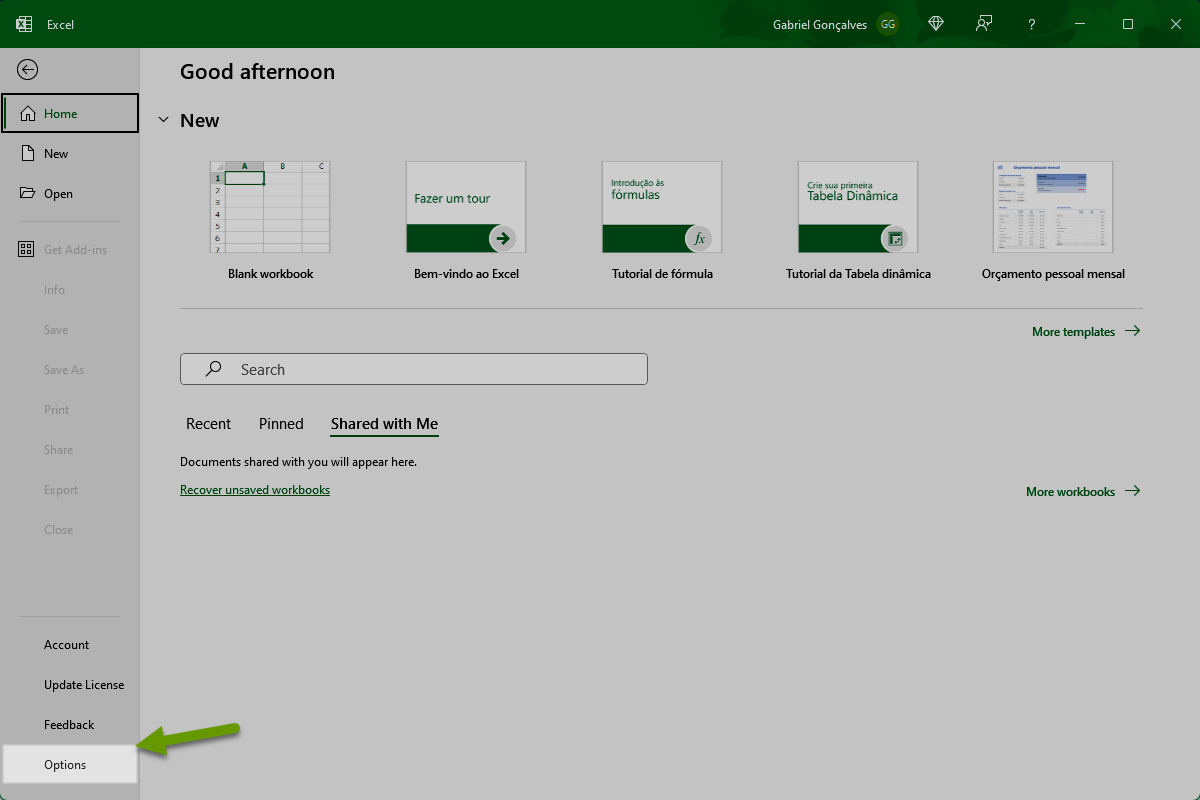 Excel
Gabriel Gonçalves GG
?
Good afternoon
Home
New
New
Open
A B C
1
2
3
4
5
6
7
Fazer um tour
Introdução às
fórmulas
fx
Crie sua primeira
Tabela Dinâmica
Orçamento pessoal mensal
Blank workbook
Bem-vindo ao Excel
Tutorial de fórmula
Tutorial da Tabela dinâmica
Orçamento pessoal mensal
Get Add-ins
Info
Save
Save As
Print
Share
Export
Close
More templates
Search
Recent Pinned Shared with Me
Documents shared with you will appear here.
Recover unsaved workbooks
More workbooks
Account
Update License
Feedback
Options